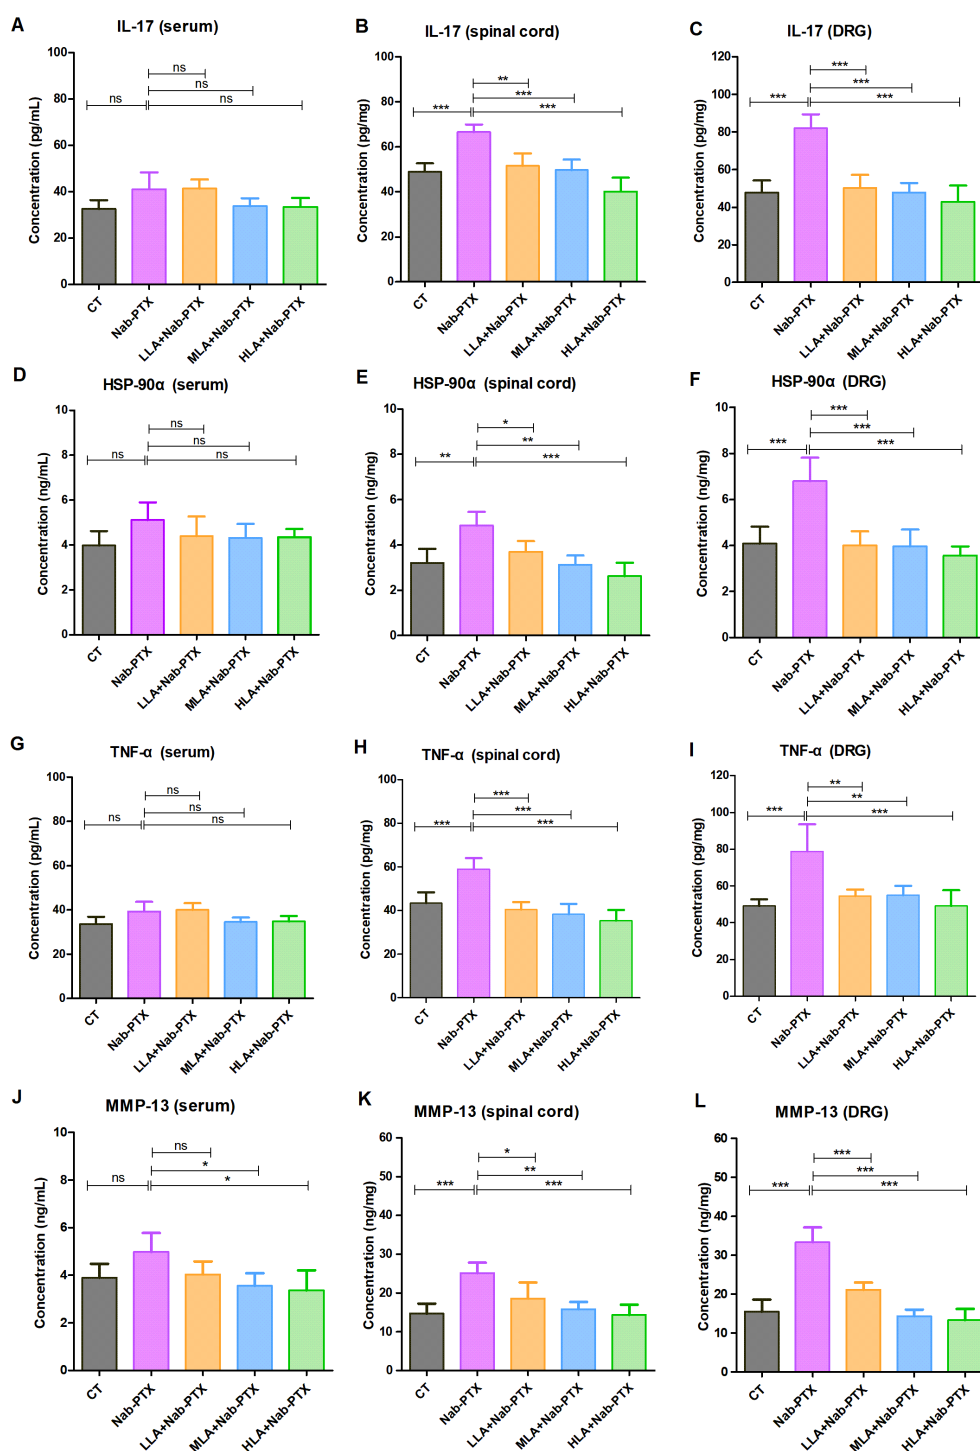 A
IL-17 (serum)
Concentration (pg/mL)
100
80
60
40
20
0
ns
ns
ns
ns
CT
Nab-PTX
LLA+Nab-PTX
MLA+Nab-PTX
HLA+Nab-PTX
B
IL-17 (spinal cord)
Concentration (pg/mg)
100
80
60
40
20
0
**
***
***
***
CT
Nab-PTX
LLA+Nab-PTX
MLA+Nab-PTX
HLA+Nab-PTX
C
IL-17 (DRG)
Concentration (pg/mg)
120
100
80
60
40
20
0
***
***
***
***
CT
Nab-PTX
LLA+Nab-PTX
MLA+Nab-PTX
HLA+Nab-PTX
D
HSP-90α (serum)
Concentration (ng/mL)
10
8
6
4
2
0
ns
ns
ns
ns
CT
Nab-PTX
LLA+Nab-PTX
MLA+Nab-PTX
HLA+Nab-PTX
E
HSP-90α (spinal cord)
Concentration (ng/mg)
10
8
6
4
2
0
*
**
**
***
CT
Nab-PTX
LLA+Nab-PTX
MLA+Nab-PTX
HLA+Nab-PTX
F
HSP-90α (DRG)
Concentration (ng/mg)
10
8
6
4
2
0
***
***
***
***
CT
Nab-PTX
LLA+Nab-PTX
MLA+Nab-PTX
HLA+Nab-PTX
G
TNF-α (serum)
Concentration (pg/mL)
100
80
60
40
20
0
ns
ns
ns
ns
CT
Nab-PTX
LLA+Nab-PTX
MLA+Nab-PTX
HLA+Nab-PTX
H
TNF-α (spinal cord)
Concentration (pg/mg)
100
80
60
40
20
0
***
***
***
***
CT
Nab-PTX
LLA+Nab-PTX
MLA+Nab-PTX
HLA+Nab-PTX
I
TNF-α (DRG)
Concentration (pg/mg)
120
100
80
60
40
20
0
**
**
***
***
CT
Nab-PTX
LLA+Nab-PTX
MLA+Nab-PTX
HLA+Nab-PTX
J
MMP-13 (serum)
Concentration (ng/mL)
10
8
6
4
2
0
ns
*
ns
*
CT
Nab-PTX
LLA+Nab-PTX
MLA+Nab-PTX
HLA+Nab-PTX
K
MMP-13 (spinal cord)
Concentration (ng/mg)
60
50
40
30
20
10
0
*
**
***
***
CT
Nab-PTX
LLA+Nab-PTX
MLA+Nab-PTX
HLA+Nab-PTX
L
MMP-13 (DRG)
Concentration (ng/mg)
60
50
40
30
20
10
0
***
***
***
***
CT
Nab-PTX
LLA+Nab-PTX
MLA+Nab-PTX
HLA+Nab-PTX